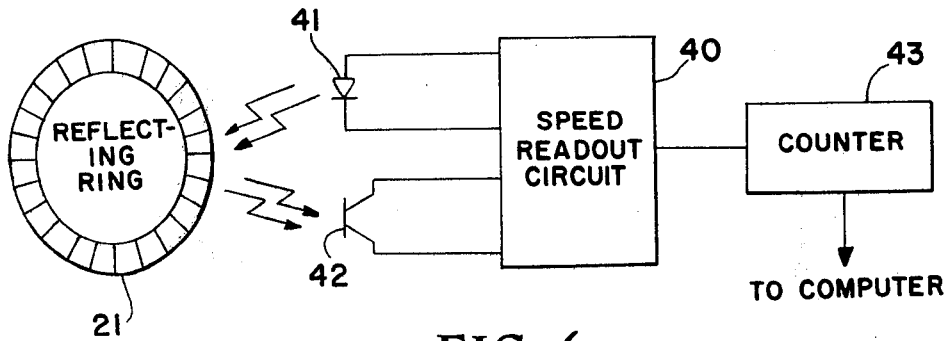 41
REFLECT-
ING
RING
21
42
SPEED
READOUT
CIRCUIT
40
COUNTER
43
TO COMPUTER